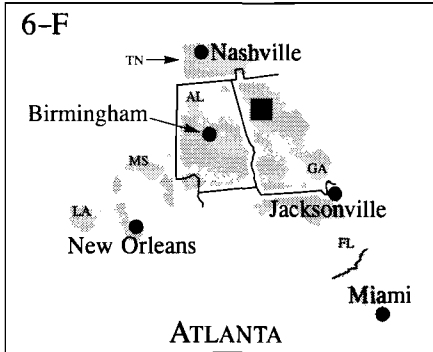 6-F
TN
Nashville
AL
Birmingham
MS
GA
LA
Jacksonville
New Orleans
FL
Miami
ATLANTA